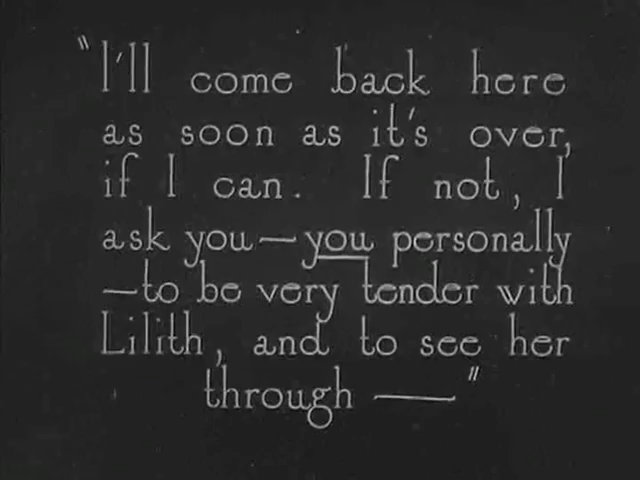 "I'll come back here
as soon as it's over,
if I can. If not, I
ask you—you personally
—to be very tender with
Lilith, and to see her
through ——"